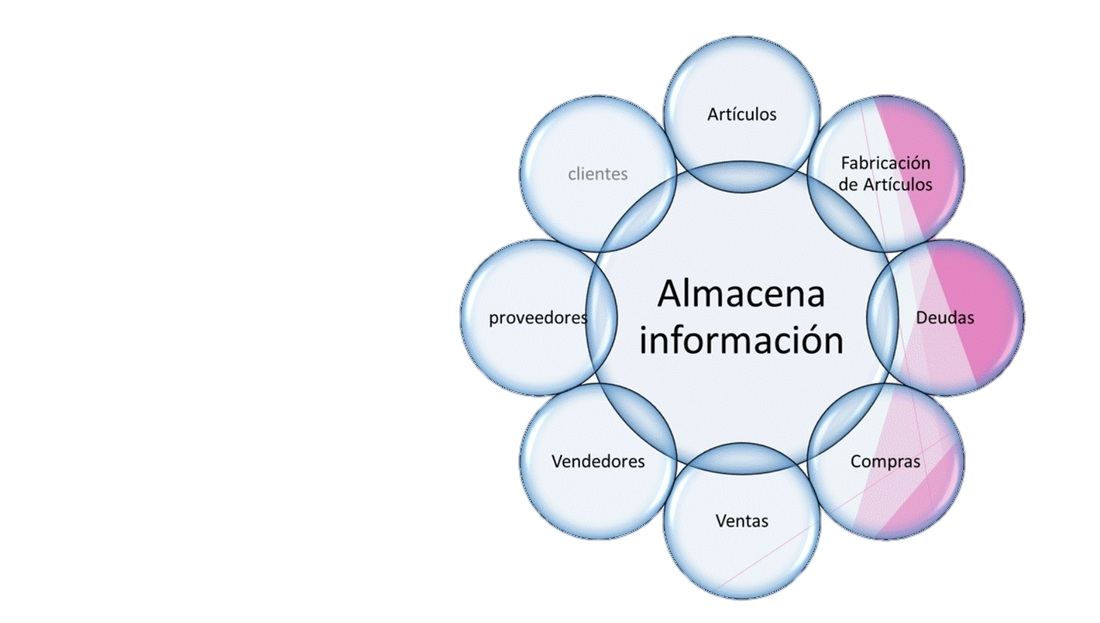 Artículos
Fabricación
de Artículos
Deudas
Compras
Ventas
Vendedores
proveedores
clientes
Almacena
información